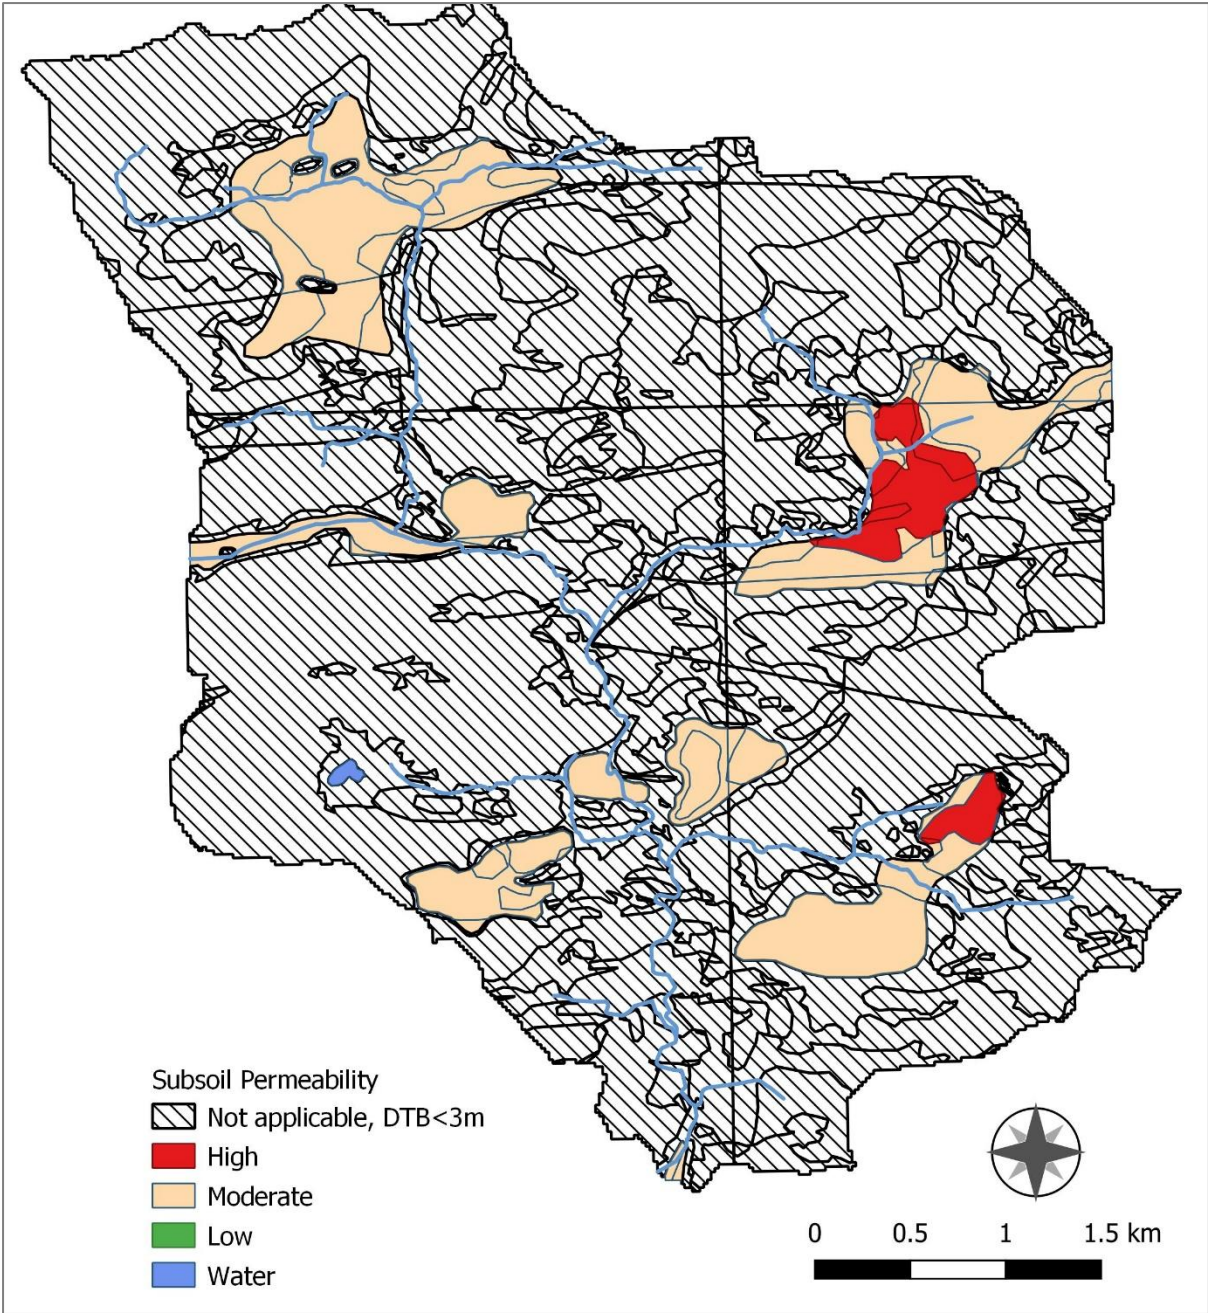 Subsoil Permeability
Not applicable, DTB<3m
High
Moderate
Low
Water
0 0.5 1 1.5 km